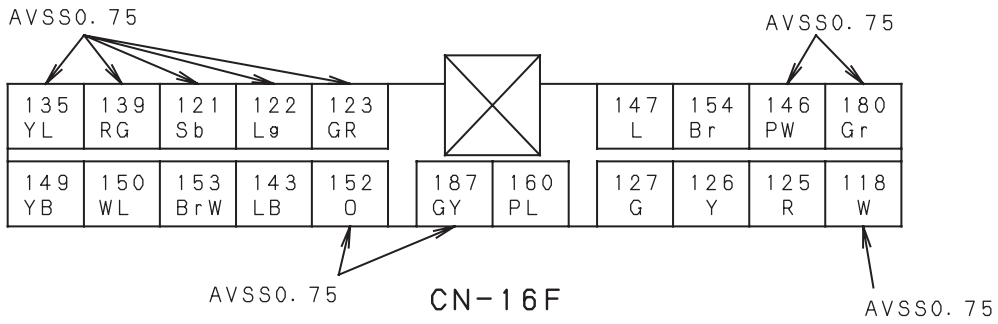 AVSS0.75
AVSS0.75
135 139 121 122 123 147 154 146 180
YL RG Sb Lg GR L Br PW Gr
149 150 153 143 152 187 160 127 126 125 118
YB WL BrW LB O GY PL G Y R W
AVSS0.75
CN-16F
AVSS0.75